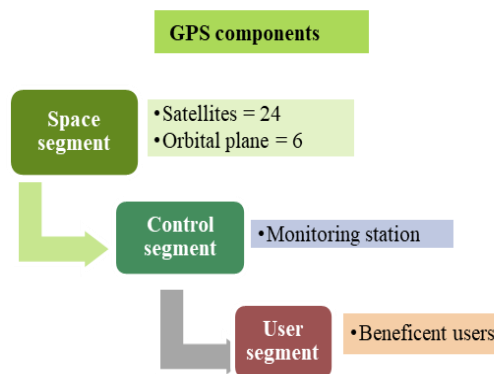 GPS components
Space
segment
•Satellites = 24
•Orbital plane = 6
Control
segment
•Monitoring station
User
segment
•Beneficent users